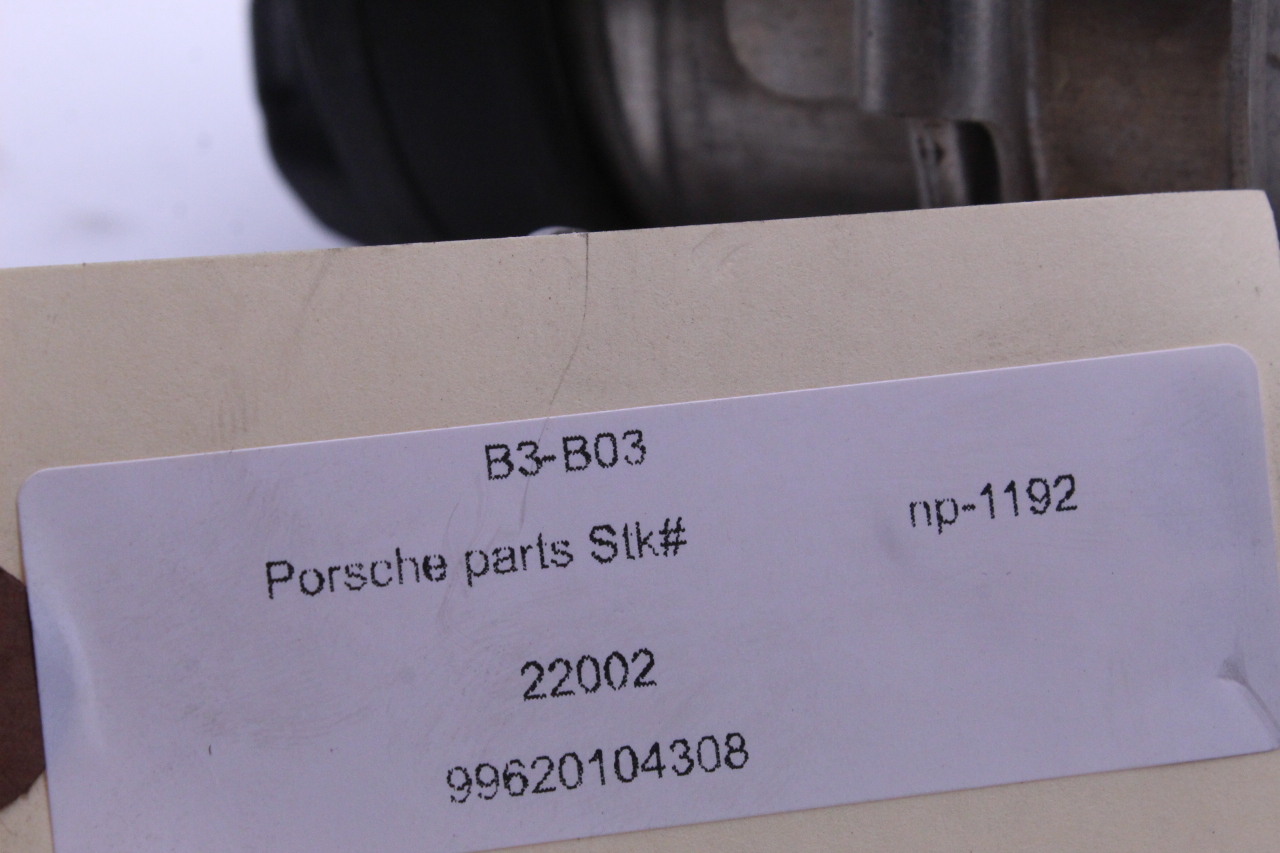 B3-B03
np-1192
Porsche parts Stk#
22002
99620104308